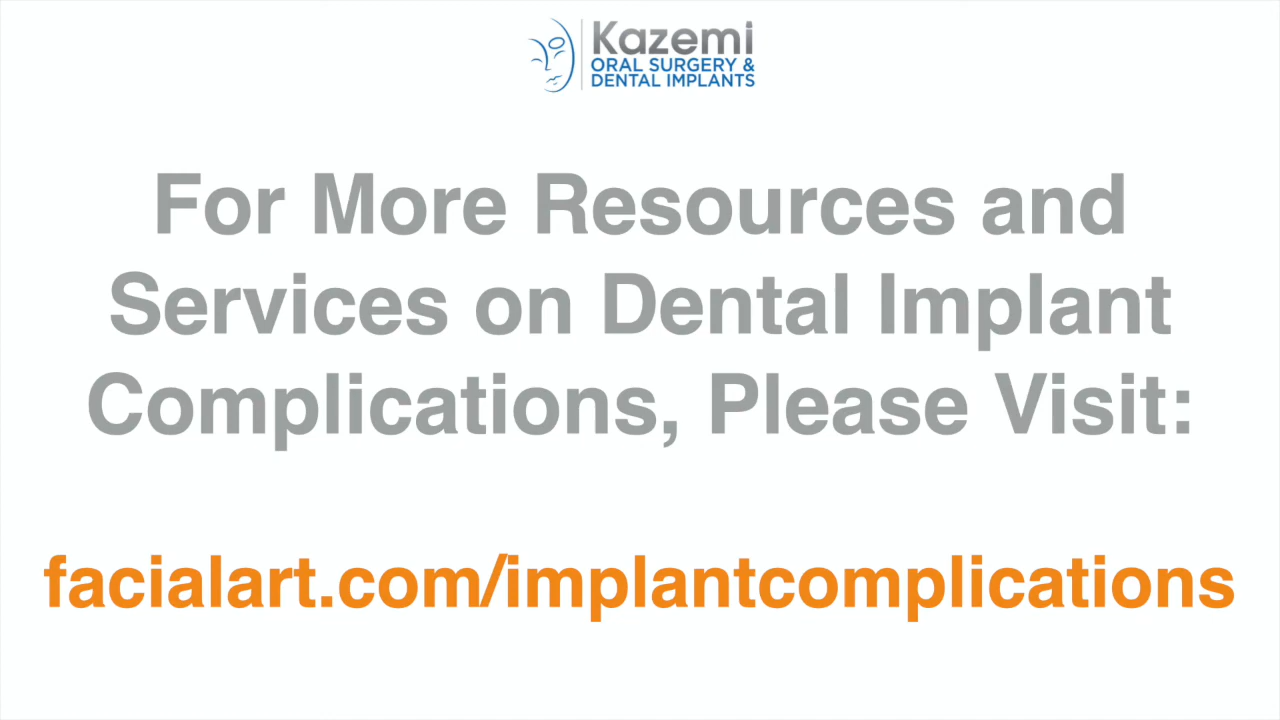 Kazemi
ORAL SURGERY &
DENTAL IMPLANTS
For More Resources and
Services on Dental Implant
Complications, Please Visit:
facialart.com/implantcomplications